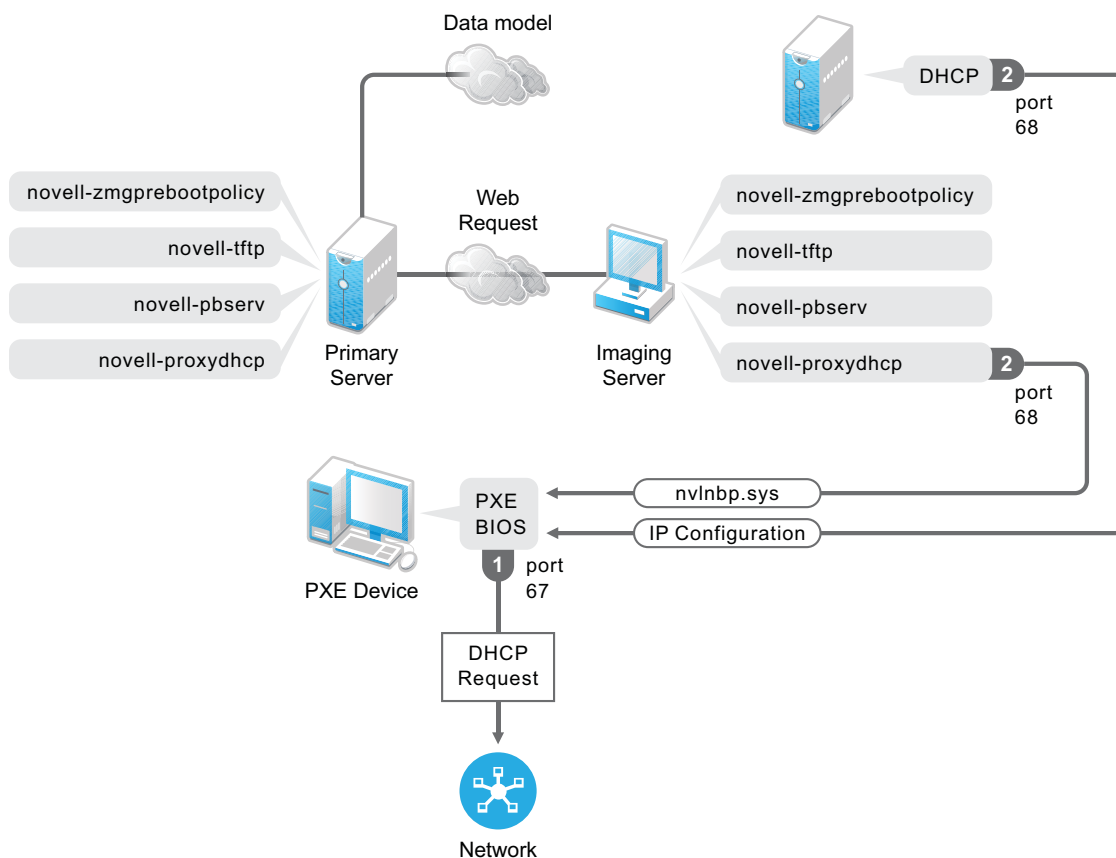 Data model
DHCP
2
port
68
novell-zmgprebootpolicy
novell-tftp
novell-pbserv
novell-proxydhcp
Primary
Server
Web
Request
Imaging
Server
novell-zmgprebootpolicy
novell-tftp
novell-pbserv
novell-proxydhcp
2
port
68
nvlnbp.sys
IP Configuration
PXE
BIOS
1
port
67
PXE Device
DHCP
Request
Network